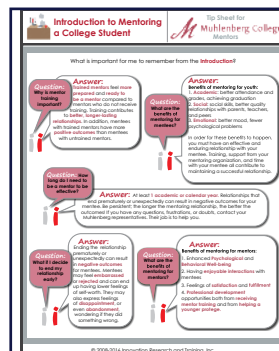 Introduction to Mentoring
a College Student
Tip Sheet for
Mentors
Muhlenberg College
What is important for me to remember from the Introduction?
Question:
Why is mentor
training
important?
Answer:
Trained mentors feel more
prepared and ready to
be a mentor compared to
mentors who do not receive
training. Training contributes
to better, longer-lasting
relationships. In addition, mentees
with trained mentors have more
positive outcomes than mentees
with untrained mentors.
Question:
What are the
benefits of
mentoring for
mentees?
Answer:
Benefits of mentoring for youth:
1. Academic: better attendance and
grades, achieving graduation
2. Social: social skills, better quality
relationships with parents, teachers,
and peers
3. Emotional: better mood, fewer
psychological problems
In order for these benefits to happen,
you must have an effective and
enduring relationship with your
mentee. Training, support from your
mentoring organization, and time
with your mentee all contribute to
maintaining a successful relationship.
Question: How
long do I need to
be a mentor to be
effective?
Answer: At least 1 academic or calendar year. Relationships that
end prematurely or unexpectedly can result in negative outcomes for your
mentee. Be persistent; the longer the mentoring relationship, the better the
outcomes! If you have any questions, frustrations, or doubts, contact your
Muhlenberg representatives. Their job is to help you.
Question:
What if I decide
to end my
relationship
early?
Answer:
Ending the relationship
prematurely or
unexpectedly can result
in negative outcomes
for mentees. Mentees
may feel embarrassed
or rejected and can end
up having lower feelings
of self-worth. They may
also express feelings
of disappointment, or
even abandonment,
wondering if they did
something wrong.
Question:
What are the
benefits of
mentoring for
mentors?
Answer:
Benefits of mentoring for mentors:
1. Enhanced Psychological and
Behavioral Well-being
2. Having enjoyable interactions with
mentees
3. Feelings of satisfaction and fulfillment
4. Professional development
opportunities both from receiving
mentor training and from helping a
younger protege.
© 2008-2014 Innovation Research and Training, Inc.